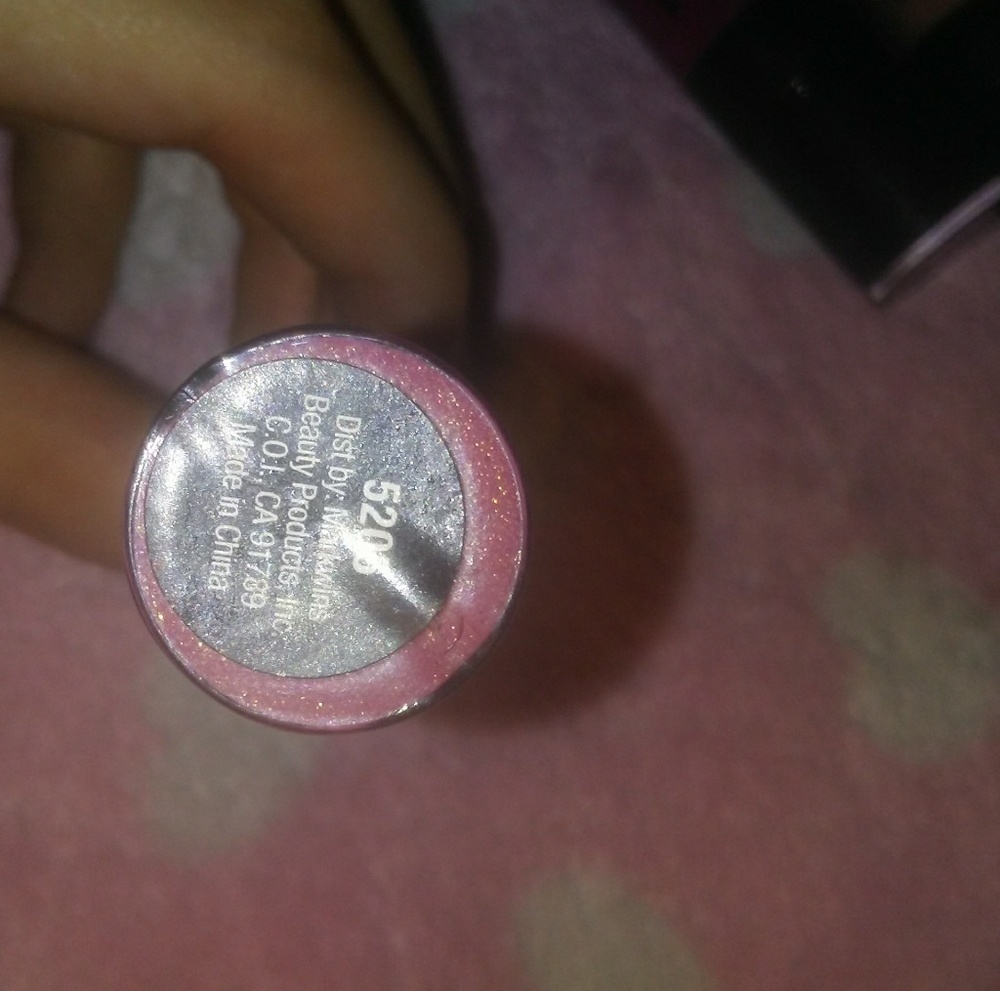 Dist by. Markwins
Beauty Products, Inc.
C.O.I., CA 91789
Made in China